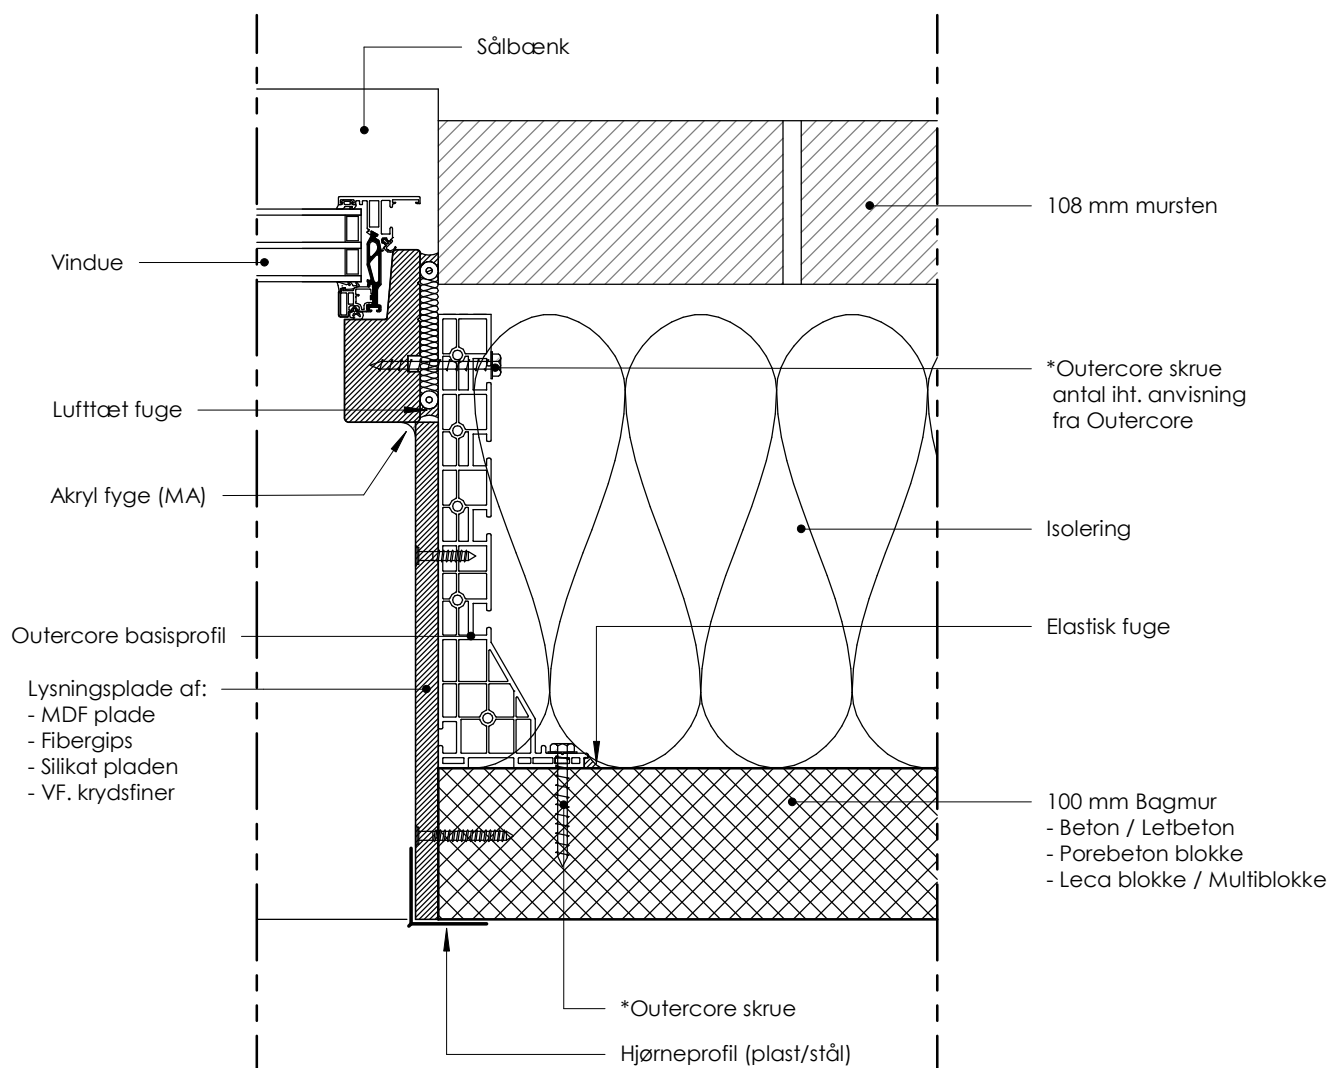 Sålbænk
108 mm mursten
Vindue
*Outercore skrue
antal iht. anvisning
fra Outercore
Lufttæt fuge
Akryl fyge (MA)
Isolering
Outercore basisprofil
Elastisk fuge
Lysningsplade af:
- MDF plade
- Fibergips
- Silikat pladen
- VF. krydsfiner
100 mm Bagmur
- Beton / Letbeton
- Porebeton blokke
- Leca blokke / Multiblokke
*Outercore skrue
Hjørneprofil (plast/stål)